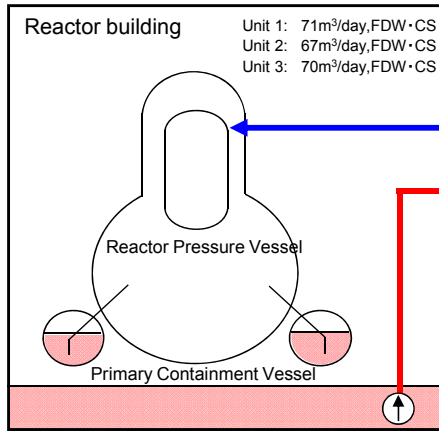 Reactor building
Unit 1: 71m³/day,FDW・CS
Unit 2: 67m³/day,FDW・CS
Unit 3: 70m³/day,FDW・CS
Reactor Pressure Vessel
Primary Containment Vessel